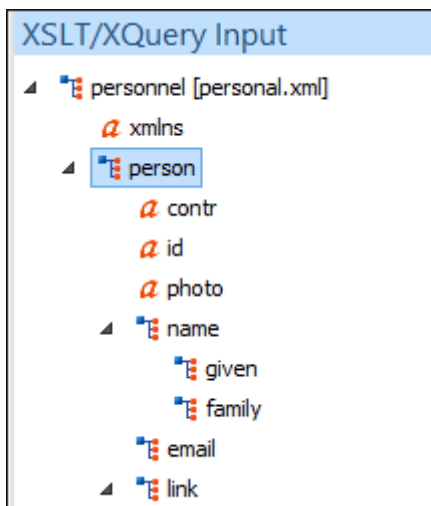 XSLT/XQuery Input
personnel [personal.xml]
a xmlns
person
a contr
a id
a photo
name
given
family
email
link